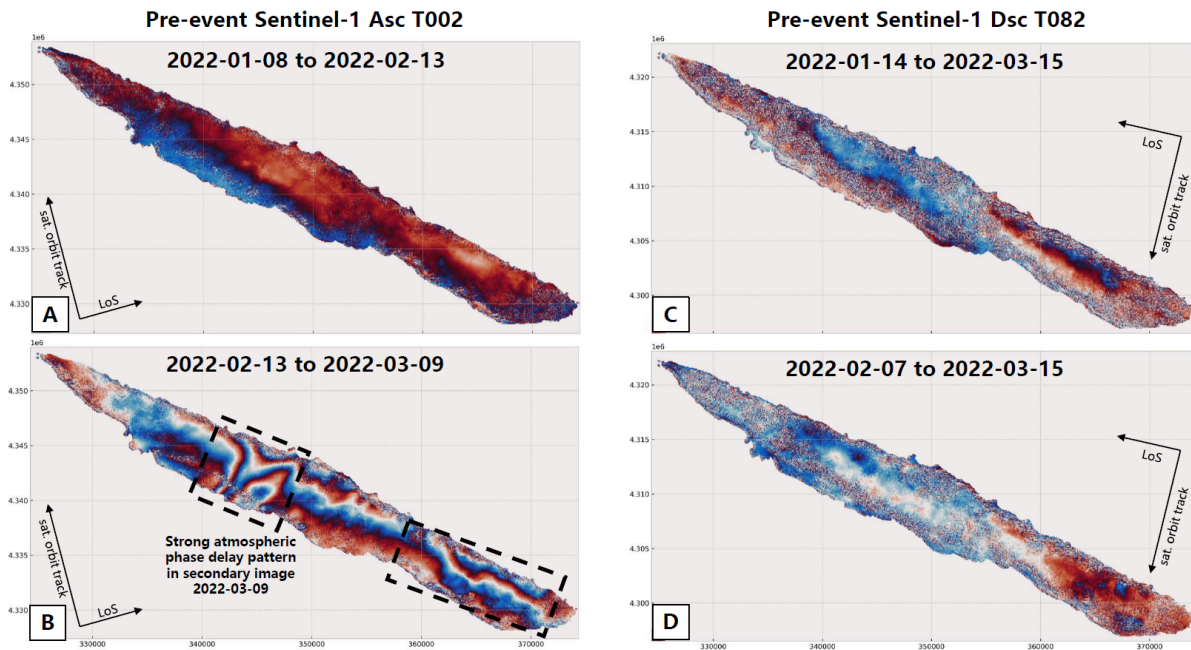 Pre-event Sentinel-1 Asc T002
1e6
2022-01-08 to 2022-02-13
4.350
4.345
4.340
4.335
4.330
sat. orbit track
LoS
A
1e6
2022-02-13 to 2022-03-09
4.350
4.345
4.340
4.335
4.330
Strong atmospheric
phase delay pattern
in secondary image
2022-03-09
sat. orbit track
LoS
B
330000
340000
350000
360000
370000
Pre-event Sentinel-1 Dsc T082
1e6
2022-01-14 to 2022-03-15
4.320
4.315
4.310
4.305
4.300
LoS
sat. orbit track
C
1e6
2022-02-07 to 2022-03-15
4.320
4.315
4.310
4.305
4.300
LoS
sat. orbit track
D
330000
340000
350000
360000
370000